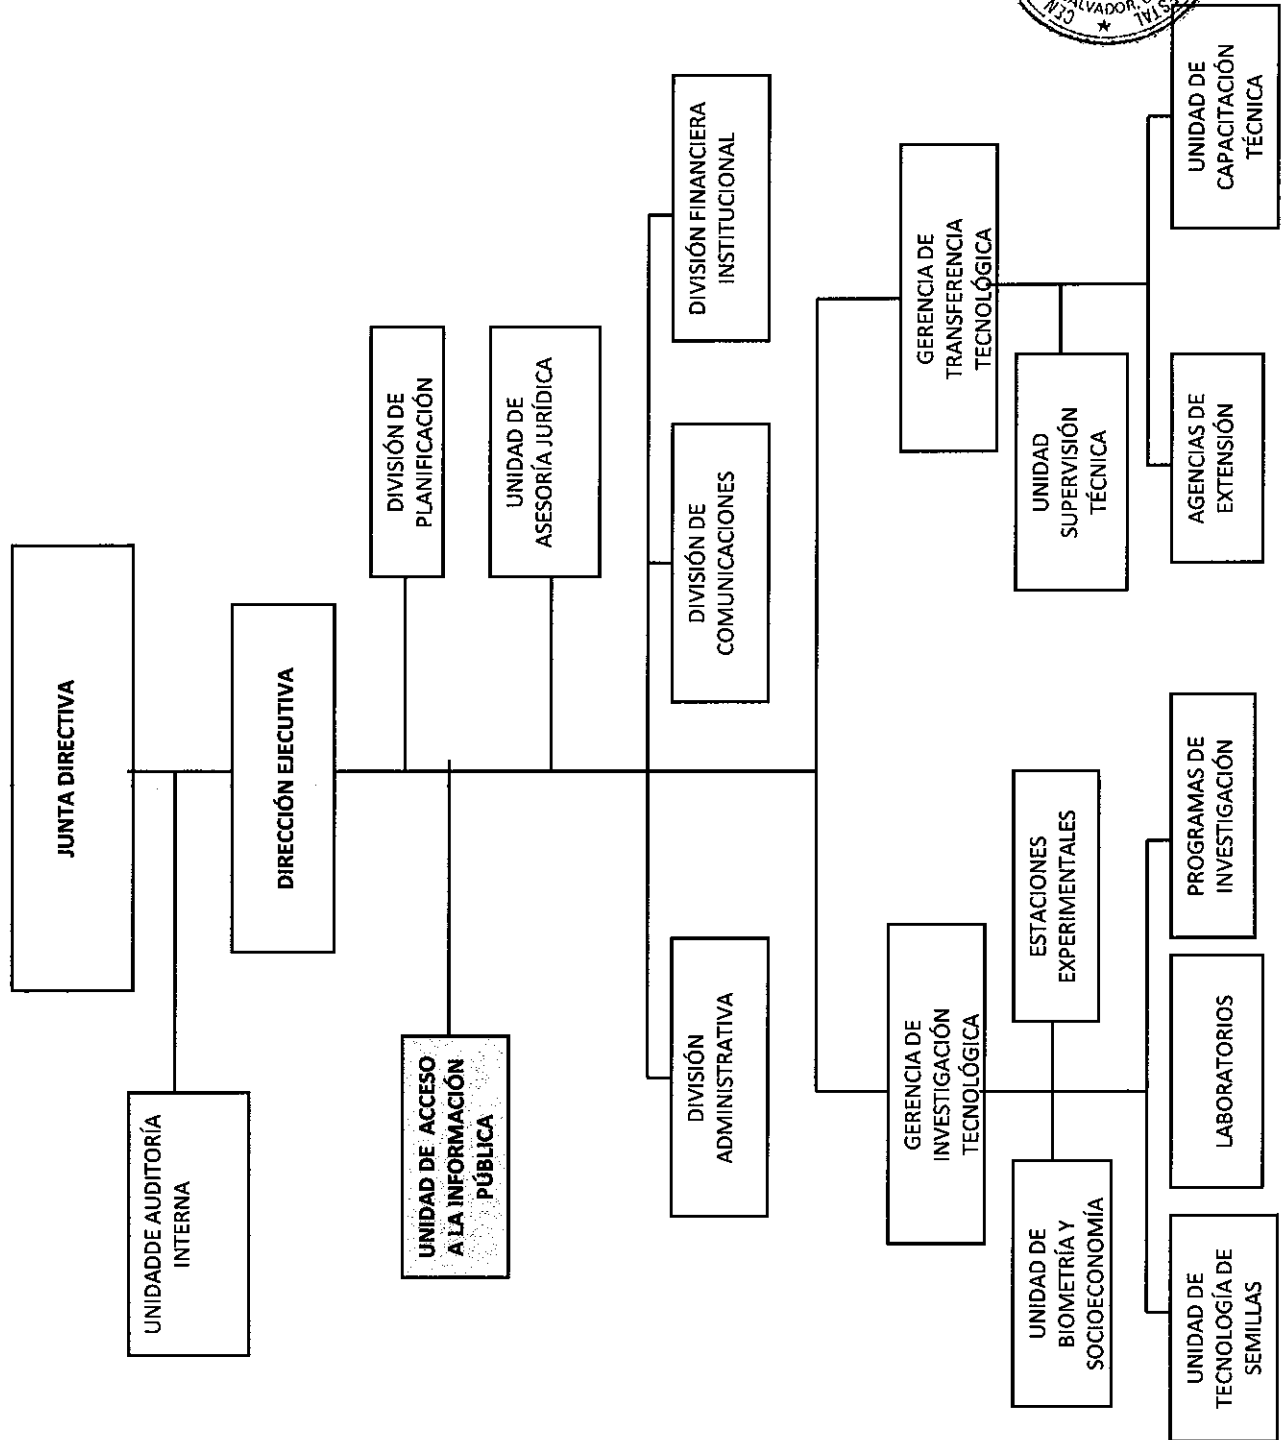 JUNTA DIRECTIVA
UNIDADDE AUDITORÍA
INTERNA
DIRECCIÓN EJECUTIVA
DIVISIÓN DE
PLANIFICACIÓN
UNIDAD DE ACCESO
A LA INFORMACIÓN
PÚBLICA
UNIDAD DE
ASESORÍA JURÍDICA
DIVISIÓN
ADMINISTRATIVA
DIVISIÓN DE
COMUNICACIONES
DIVISIÓN FINANCIERA
INSTITUCIONAL
GERENCIA DE
INVESTIGACIÓN
TECNOLÓGICA
GERENCIA DE
TRANSFERENCIA
TECNOLÓGICA
UNIDAD DE
BIOMETRÍA Y
SOCIOECONOMÍA
ESTACIONES
EXPERIMENTALES
UNIDAD
SUPERVISIÓN
TÉCNICA
UNIDAD DE
TECNOLOGÍA DE
SEMILLAS
LABORATORIOS
PROGRAMAS DE
INVESTIGACIÓN
AGENCIAS DE
EXTENSIÓN
UNIDAD DE
CAPACITACIÓN
TÉCNICA